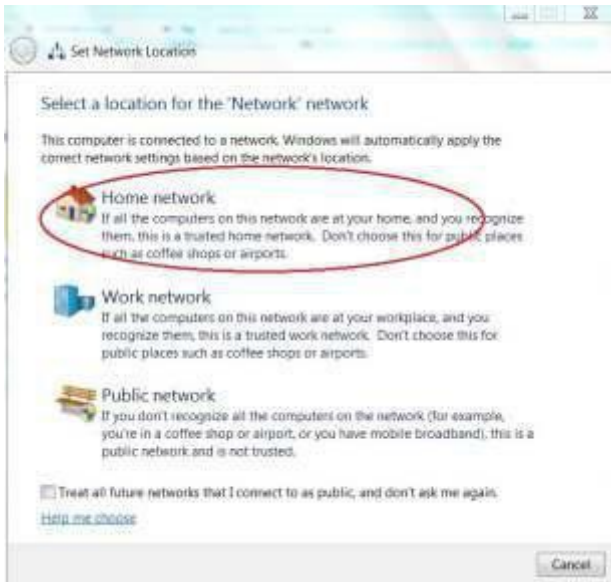 Set Network Location
Select a location for the 'Network' network
This computer is connected to a network. Windows will automatically apply the
correct network settings based on the network's location.
Home network
If all the computers on this network are at your home, and you recognize
them, this is a trusted home network. Don't choose this for public places
such as coffee shops or airports.
Work network
If all the computers on this network are at your workplace, and you
recognize them, this is a trusted work network. Don't choose this for
public places such as coffee shops or airports.
Public network
If you don't recognize all the computers on the network (for example,
you're in a coffee shop or airport, or you have mobile broadband), this is a
public network and is not trusted.
Treat all future networks that I connect to as public, and don't ask me again.
Help me choose
Cancel